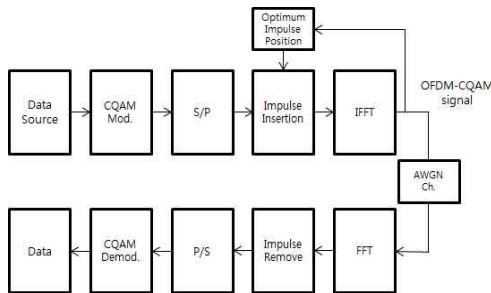 Optimum
Impulse
Position
OFDM-CQAM
signal
Data
Source
CQAM
Mod.
S/P
Impulse
Insertion
IFFT
AWGN
Ch.
Data
CQAM
Demod.
P/S
Impulse
Remove
FFT